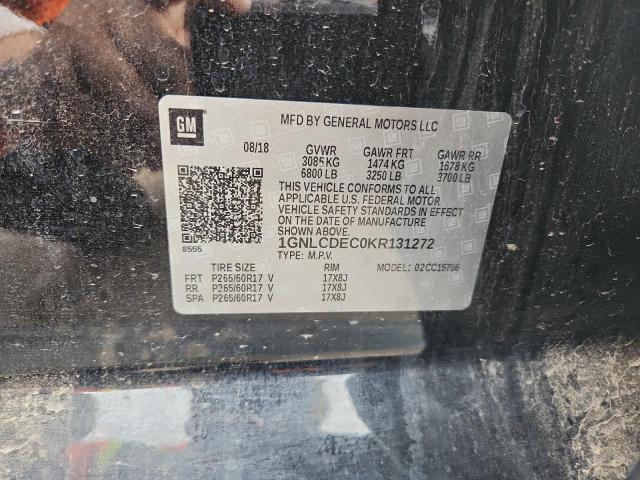 GM
MFD BY GENERAL MOTORS LLC
08/18 GVWR GAWR FRT GAWR RR
3085 KG 1474 KG 1678 KG
6800 LB 3250 LB 3700 LB
THIS VEHICLE CONFORMS TO ALL
APPLICABLE U.S. FEDERAL MOTOR
VEHICLE SAFETY STANDARDS IN EFFECT
ON THE DATE OF MANUFACTURE
SHOWN ABOVE.
8555 1GNLCDEC0KR131272
TYPE: M.P.V. MODEL: 02CC15706
TIRE SIZE RIM
FRT P265/60R17 V 17X8J
RR P265/60R17 V 17X8J
SPA P265/60R17 V 17X8J